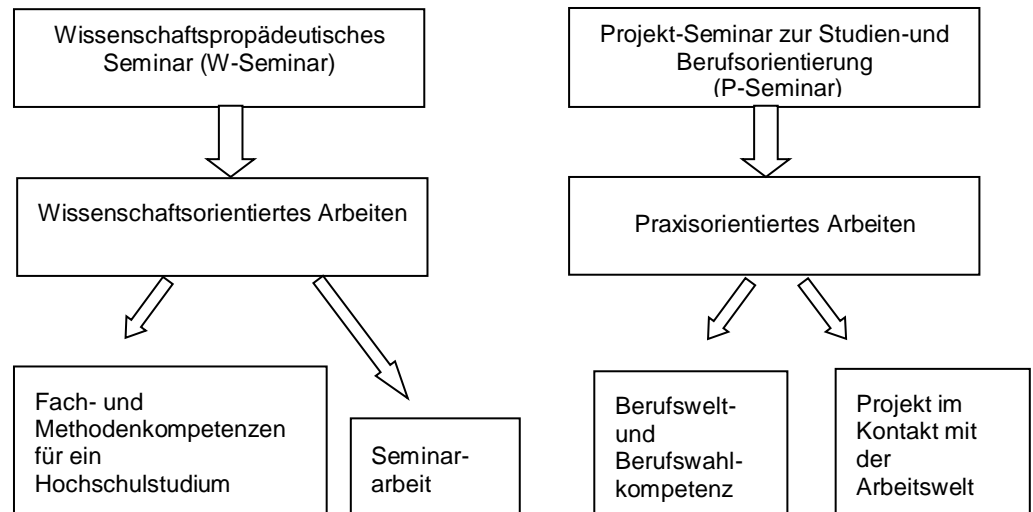 Wissenschaftspropädeutisches
Seminar (W-Seminar)
Projekt-Seminar zur Studien-und
Berufsorientierung
(P-Seminar)
Wissenschaftsorientiertes Arbeiten
Praxisorientiertes Arbeiten
Fach- und
Methodenkompetenzen
für ein
Hochschulstudium
Seminar-
arbeit
Berufswelt-
und
Berufswahl-
kompetenz
Projekt im
Kontakt mit
der
Arbeitswelt